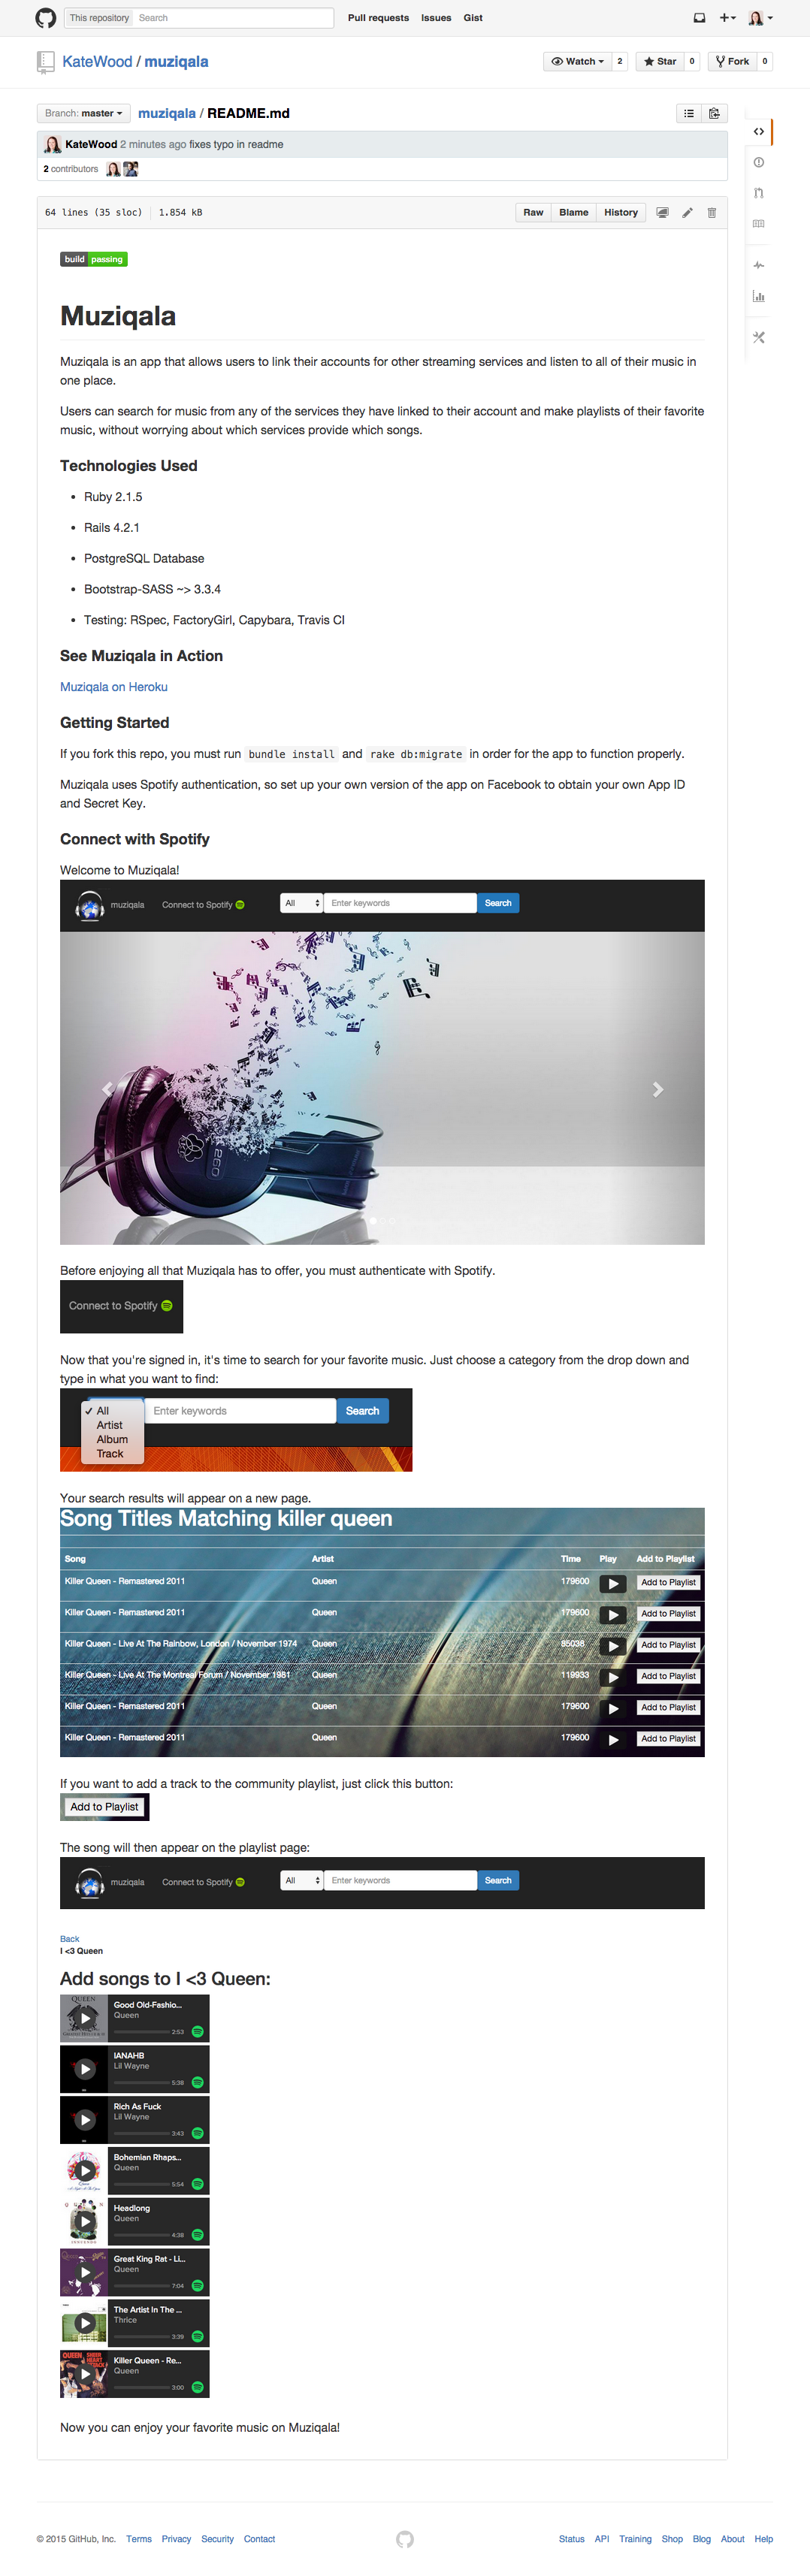 This repository Search Pull requests Issues Gist
KateWood / muziqala Watch 2 Star 0 Fork 0
Branch: master muziqala / README.md
KateWood 2 minutes ago fixes typo in readme
2 contributors
64 lines (35 sloc) 1.854 kB Raw Blame History
build passing
Muziqala
Muziqala is an app that allows users to link their accounts for other streaming services and listen to all of their music in
one place.
Users can search for music from any of the services they have linked to their account and make playlists of their favorite
music, without worrying about which services provide which songs.
Technologies Used
• Ruby 2.1.5
• Rails 4.2.1
• PostgreSQL Database
• Bootstrap-SASS ~> 3.3.4
• Testing: RSpec, FactoryGirl, Capybara, Travis CI
See Muziqala in Action
Muziqala on Heroku
Getting Started
If you fork this repo, you must run bundle install and rake db:migrate in order for the app to function properly.
Muziqala uses Spotify authentication, so set up your own version of the app on Facebook to obtain your own App ID
and Secret Key.
Connect with Spotify
Welcome to Muziqala!
muziqala Connect to Spotify All Enter keywords Search
Before enjoying all that Muziqala has to offer, you must authenticate with Spotify.
Connect to Spotify
Now that you're signed in, it's time to search for your favorite music. Just choose a category from the drop down and
type in what you want to find:
✓ All Enter keywords Search
Artist
Album
Track
Your search results will appear on a new page.
Song Titles Matching killer queen
Song Artist Time Play Add to Playlist
Killer Queen - Remastered 2011 Queen 179600 Add to Playlist
Killer Queen - Remastered 2011 Queen 179600 Add to Playlist
Killer Queen - Live At The Rainbow, London / November 1974 Queen 85038 Add to Playlist
Killer Queen - Live At The Montreal Forum / November 1981 Queen 119933 Add to Playlist
Killer Queen - Remastered 2011 Queen 179600 Add to Playlist
Killer Queen - Remastered 2011 Queen 179600 Add to Playlist
If you want to add a track to the community playlist, just click this button:
Add to Playlist
The song will then appear on the playlist page:
muziqala Connect to Spotify All Enter keywords Search
Back
I <3 Queen
Add songs to I <3 Queen:
Good Old-Fashio...
Queen
2:53
IANAHB
Lil Wayne
5:38
Rich As Fuck
Lil Wayne
3:43
Bohemian Rhaps...
Queen
5:54
Headlong
Queen
4:38
Great King Rat - Li...
Queen
7:04
The Artist In The ...
Thrice
3:39
Killer Queen - Re...
Queen
3:00
Now you can enjoy your favorite music on Muziqala!
© 2015 GitHub, Inc. Terms Privacy Security Contact Status API Training Shop Blog About Help